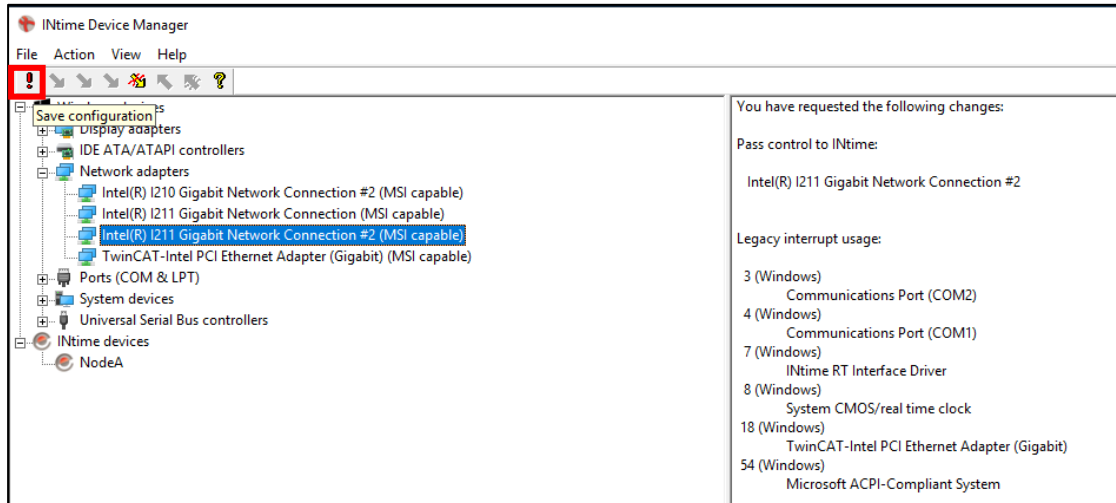 INtime Device Manager
File Action View Help
Save configuration
Display adapters
IDE ATA/ATAPI controllers
Network adapters
Intel(R) I210 Gigabit Network Connection #2 (MSI capable)
Intel(R) I211 Gigabit Network Connection (MSI capable)
Intel(R) I211 Gigabit Network Connection #2 (MSI capable)
TwinCAT-Intel PCI Ethernet Adapter (Gigabit) (MSI capable)
Ports (COM & LPT)
System devices
Universal Serial Bus controllers
INtime devices
NodeA
You have requested the following changes:
Pass control to INtime:
Intel(R) I211 Gigabit Network Connection #2
Legacy interrupt usage:
3 (Windows)
Communications Port (COM2)
4 (Windows)
Communications Port (COM1)
7 (Windows)
INtime RT Interface Driver
8 (Windows)
System CMOS/real time clock
18 (Windows)
TwinCAT-Intel PCI Ethernet Adapter (Gigabit)
54 (Windows)
Microsoft ACPI-Compliant System